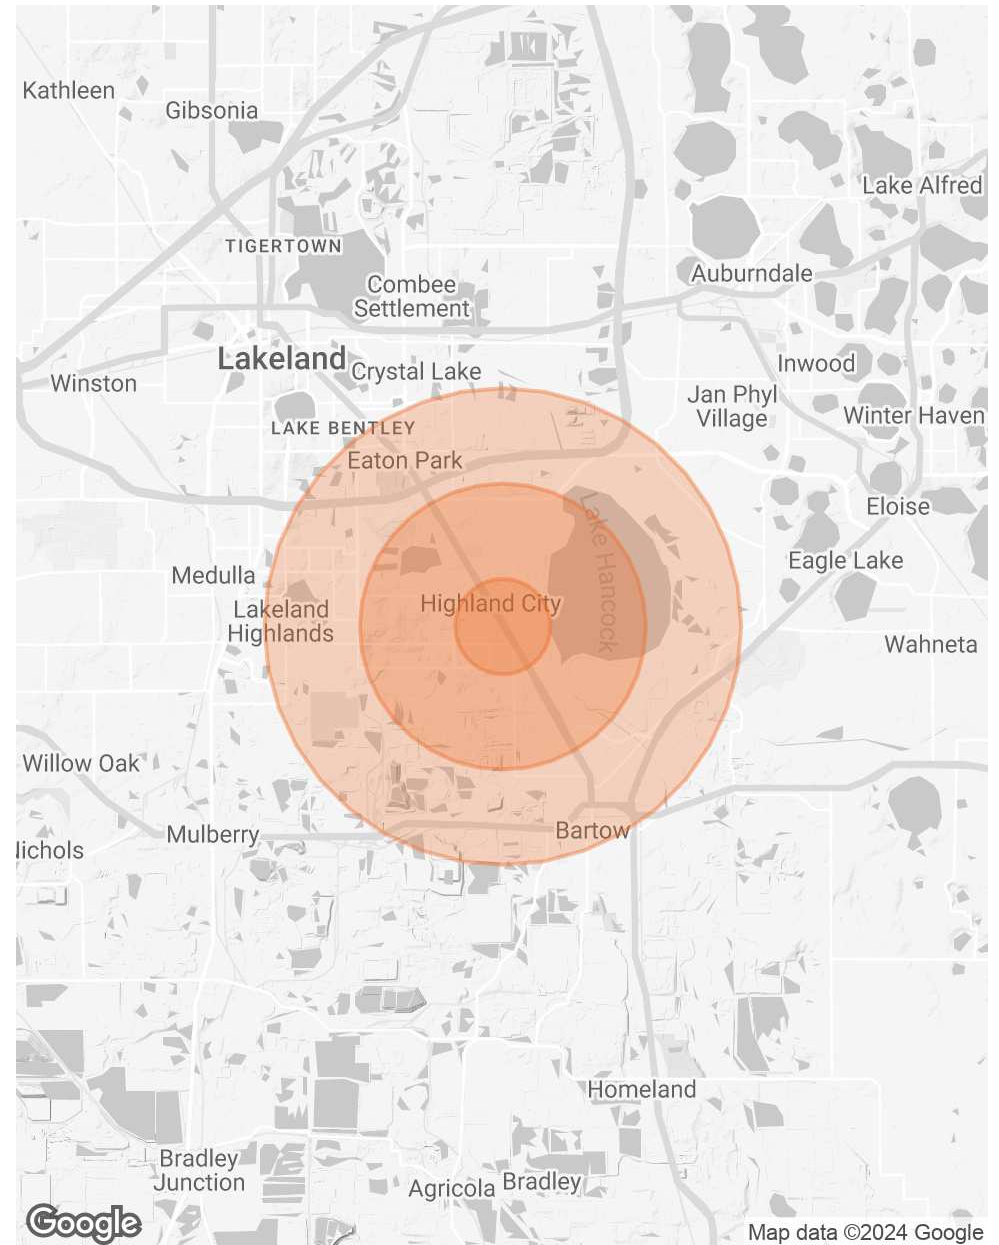 Kathleen
Gibsonia
Lake Alfred
TIGERTOWN
Auburndale
Combee
Settlement
Lakeland
Crystal Lake
Inwood
Winston
Jan Phyl
Village
Winter Haven
LAKE BENTLEY
Eaton Park
Eloise
Lake Hancock
Eagle Lake
Medulla
Highland City
Lakeland
Highlands
Wahneta
Willow Oak
Bartow
Mulberry
Nichols
Homeland
Bradley
Junction
Agricola
Bradley
Google
Map data ©2024 Google